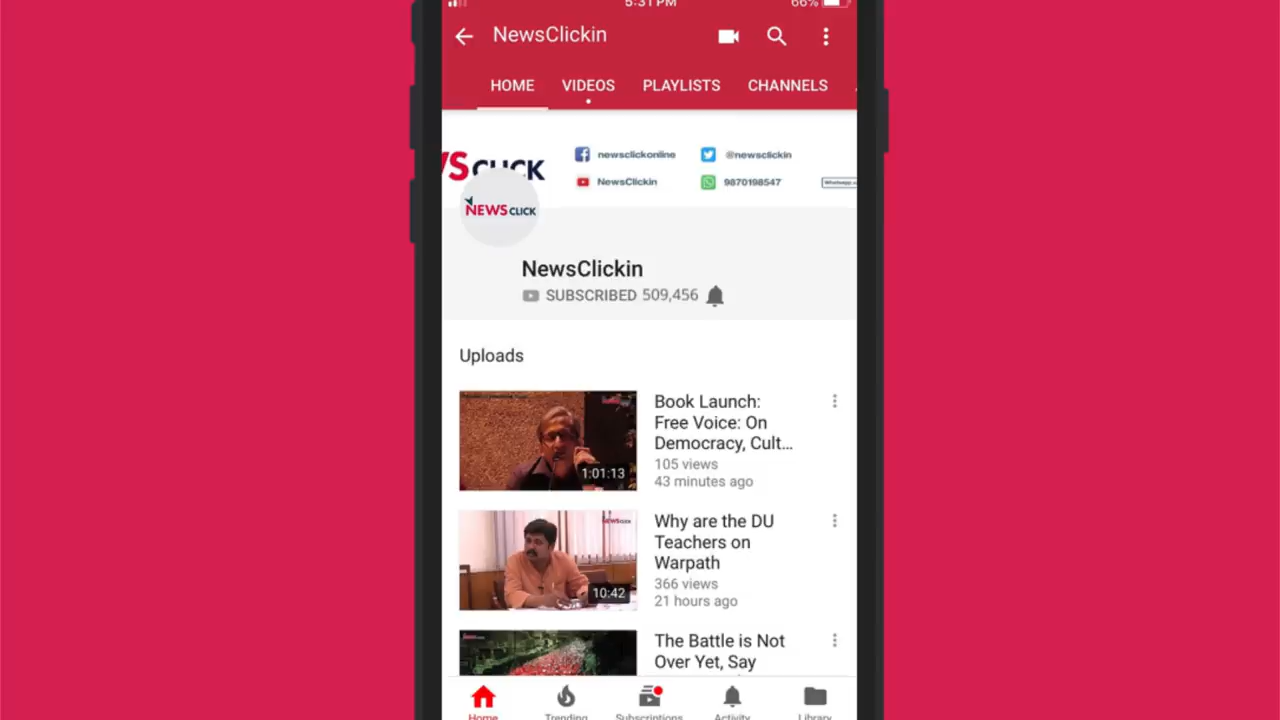 5:31 PM
66%
NewsClickin
HOME VIDEOS PLAYLISTS CHANNELS
WS CLICK
newsclickonline @newsclickin
NewsClickin 9870198547
NEWS CLICK
NewsClickin
SUBSCRIBED 509,456
Uploads
Book Launch:
Free Voice: On
Democracy, Cult...
105 views
43 minutes ago
1:01:13
Why are the DU
Teachers on
Warpath
366 views
21 hours ago
NEWSCLICK
10:42
The Battle is Not
Over Yet, Say
Home Trending Subscriptions Activity Library